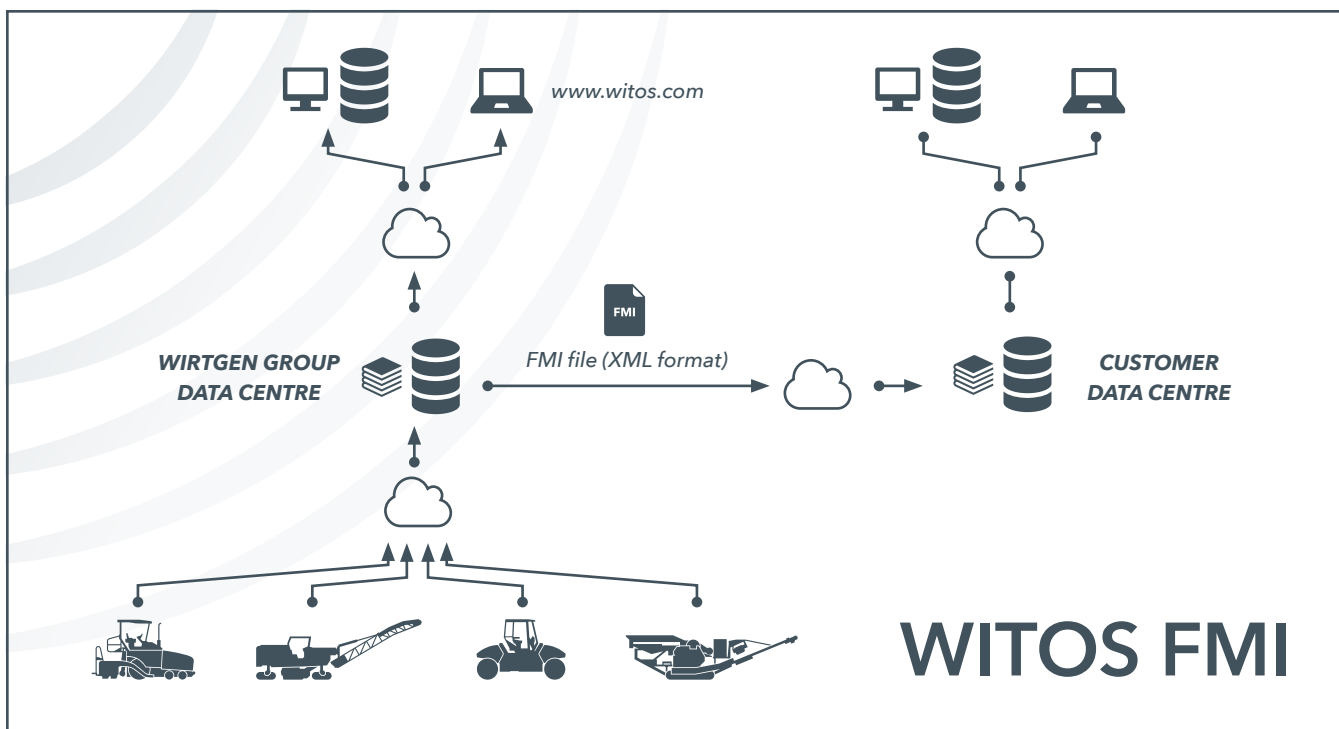 www.witos.com
FMI
FMI file (XML format)
WIRTGEN GROUP
DATA CENTRE
CUSTOMER
DATA CENTRE
WITOS FMI